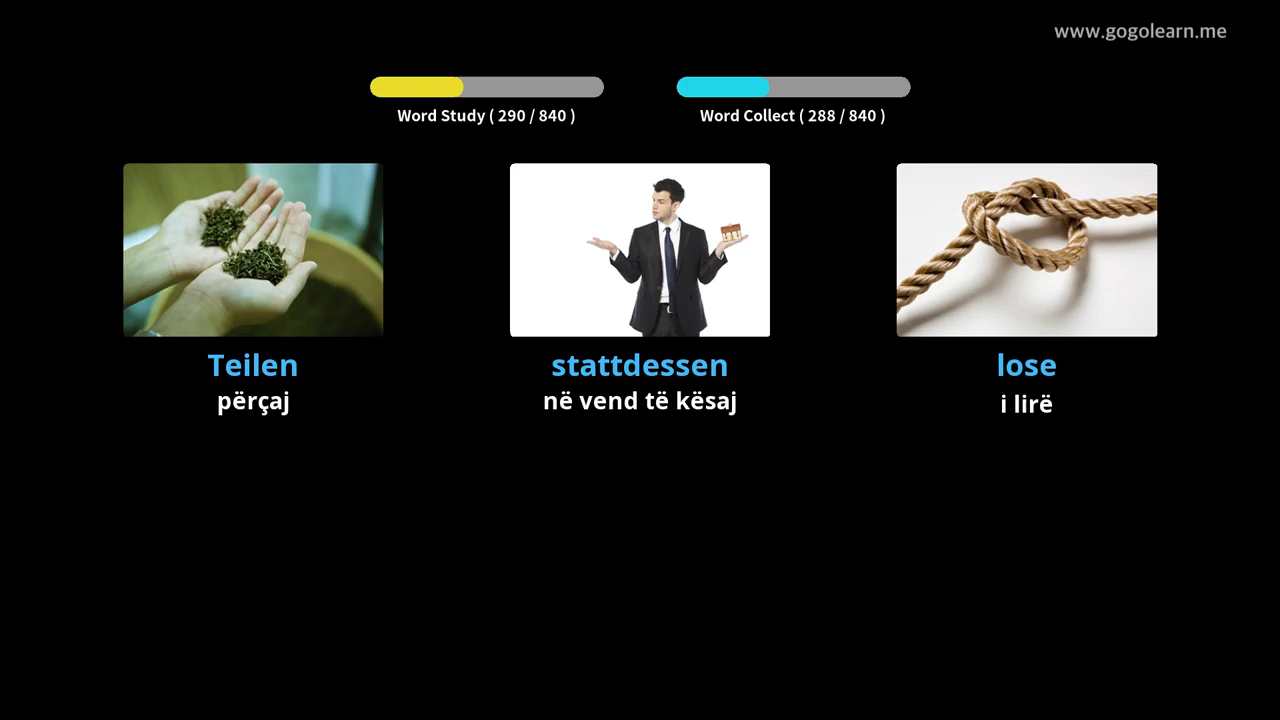 www.gogolearn.me
Word Study ( 290 / 840 )
Word Collect ( 288 / 840 )
Teilen
përçaj
stattdessen
në vend të kësaj
lose
i lirë